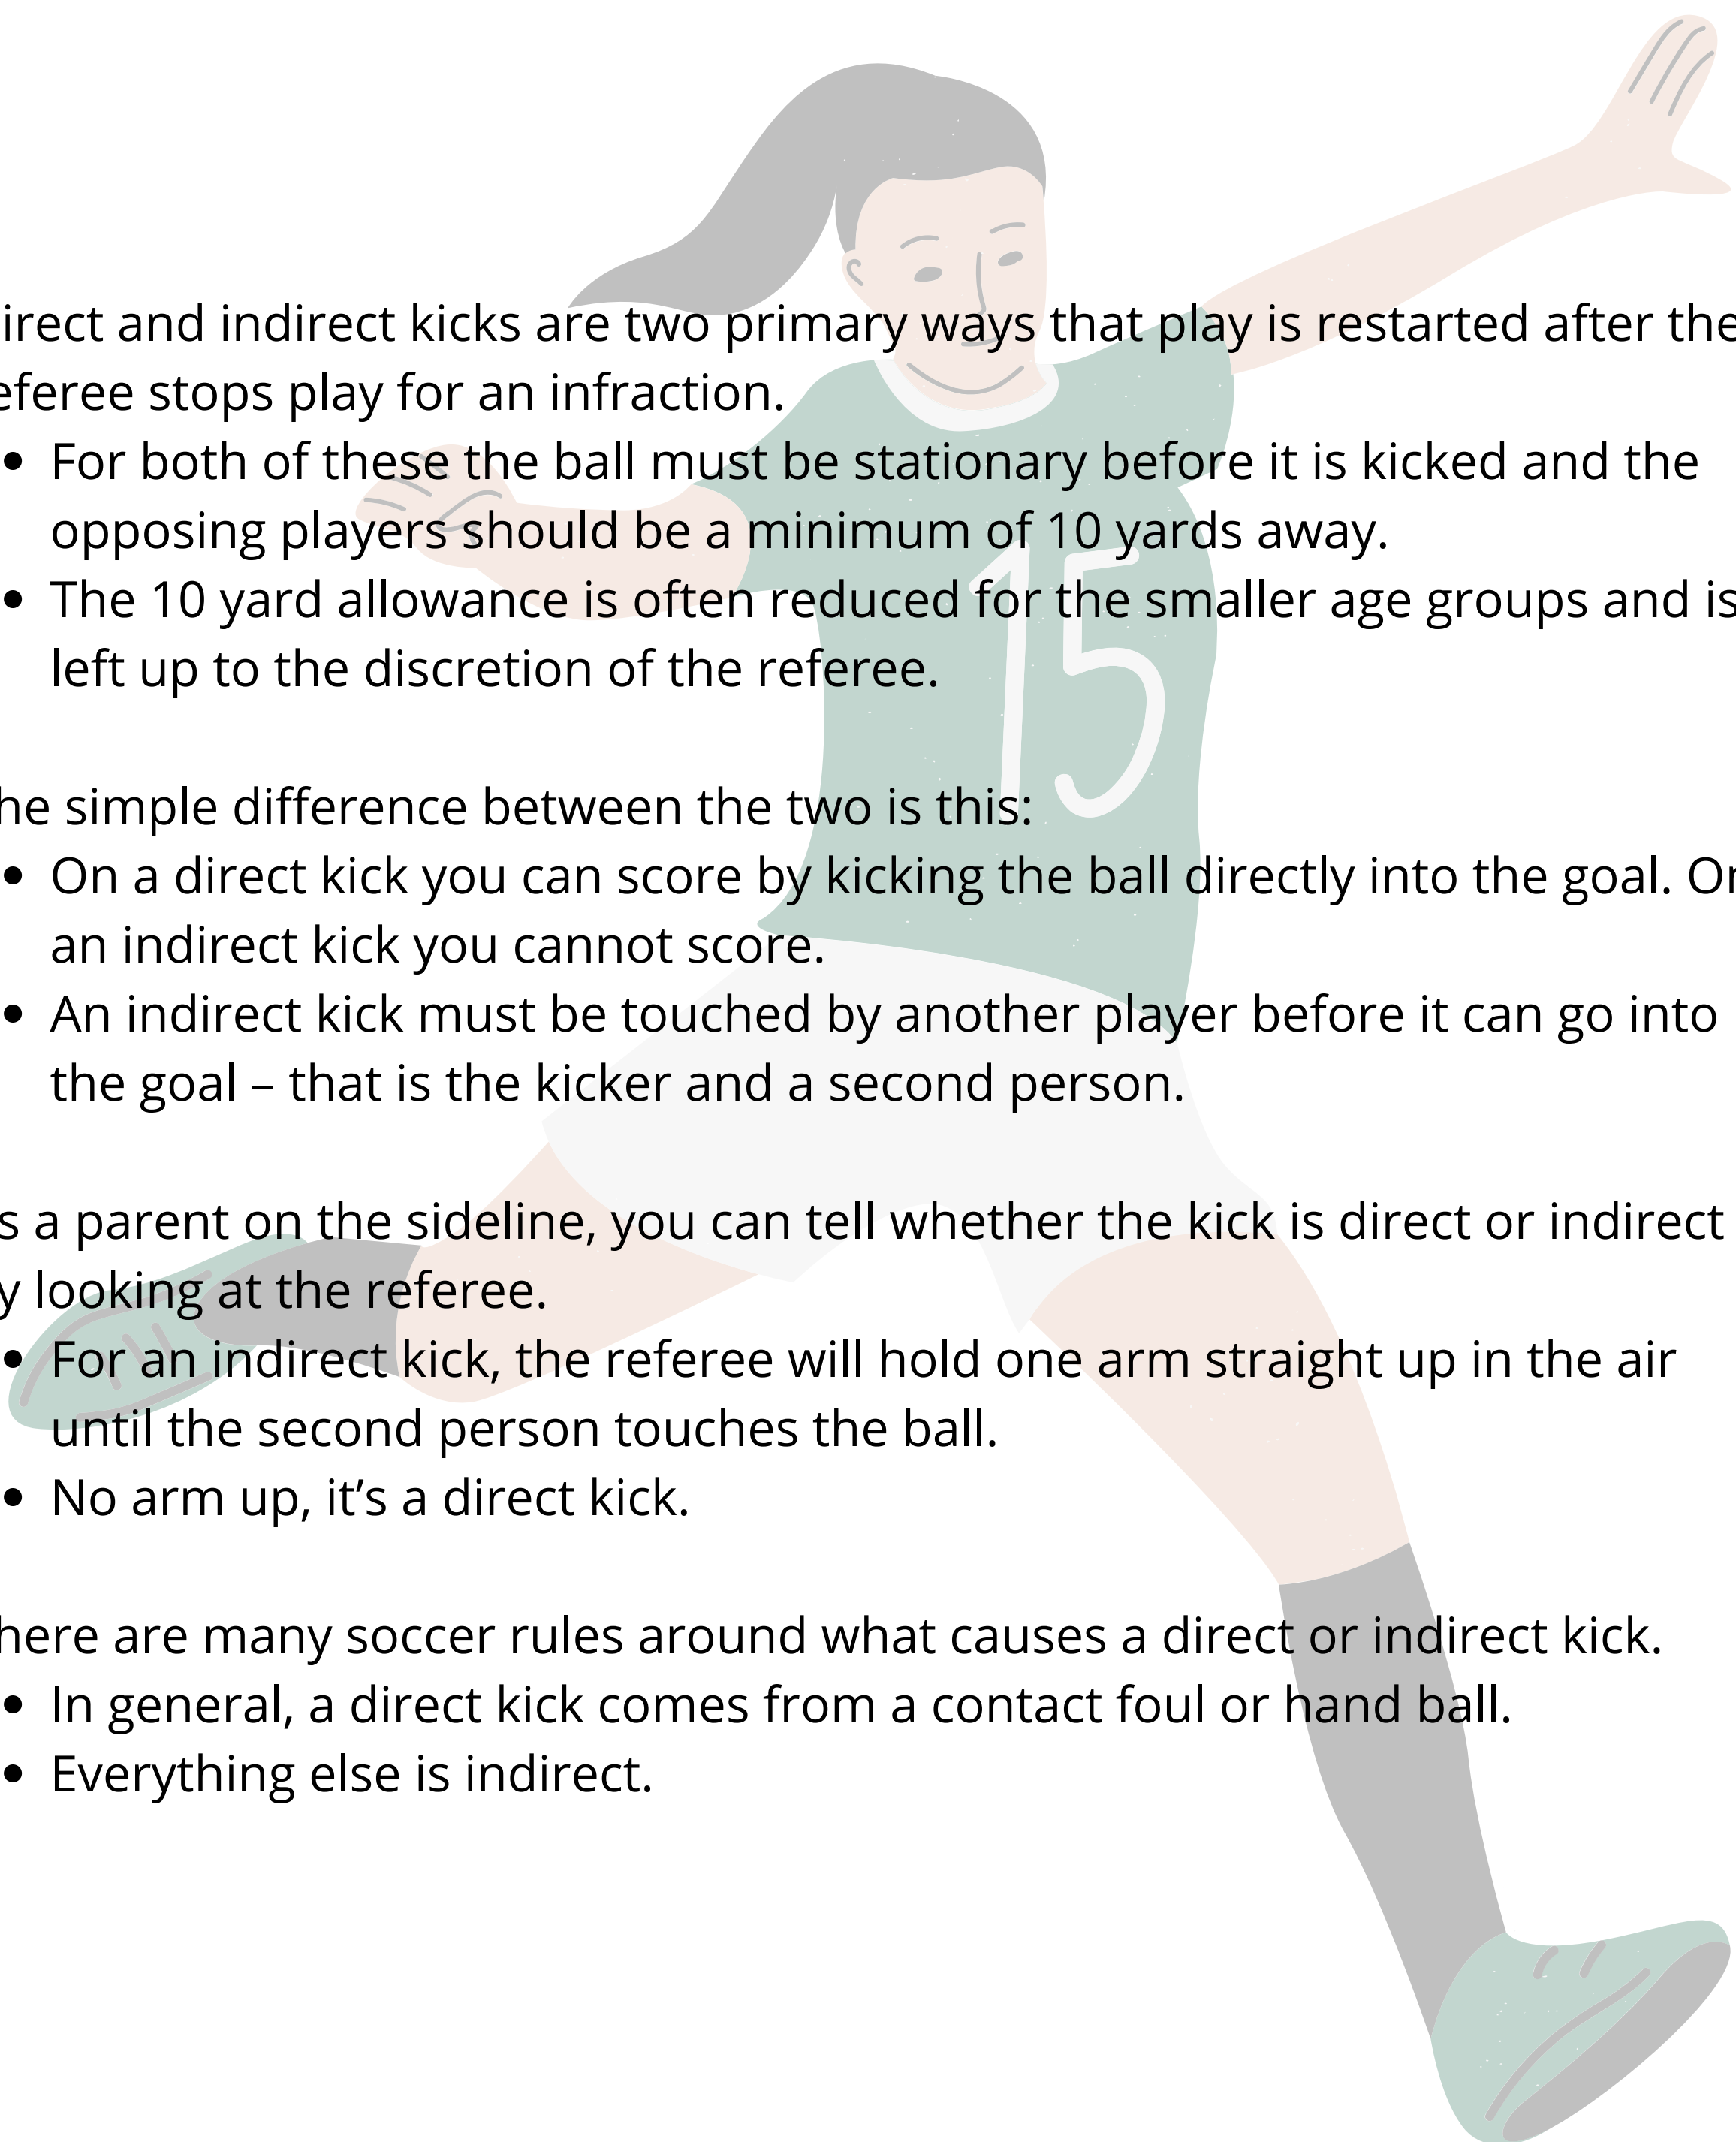 irect and indirect kicks are two primary ways that play is restarted after the
eferee stops play for an infraction.
• For both of these the ball must be stationary before it is kicked and the
opposing players should be a minimum of 10 yards away.
• The 10 yard allowance is often reduced for the smaller age groups and is
left up to the discretion of the referee.
he simple difference between the two is this:
• On a direct kick you can score by kicking the ball directly into the goal. On
an indirect kick you cannot score.
• An indirect kick must be touched by another player before it can go into
the goal – that is the kicker and a second person.
s a parent on the sideline, you can tell whether the kick is direct or indirect
y looking at the referee.
• For an indirect kick, the referee will hold one arm straight up in the air
until the second person touches the ball.
• No arm up, it’s a direct kick.
here are many soccer rules around what causes a direct or indirect kick.
• In general, a direct kick comes from a contact foul or hand ball.
• Everything else is indirect.
15